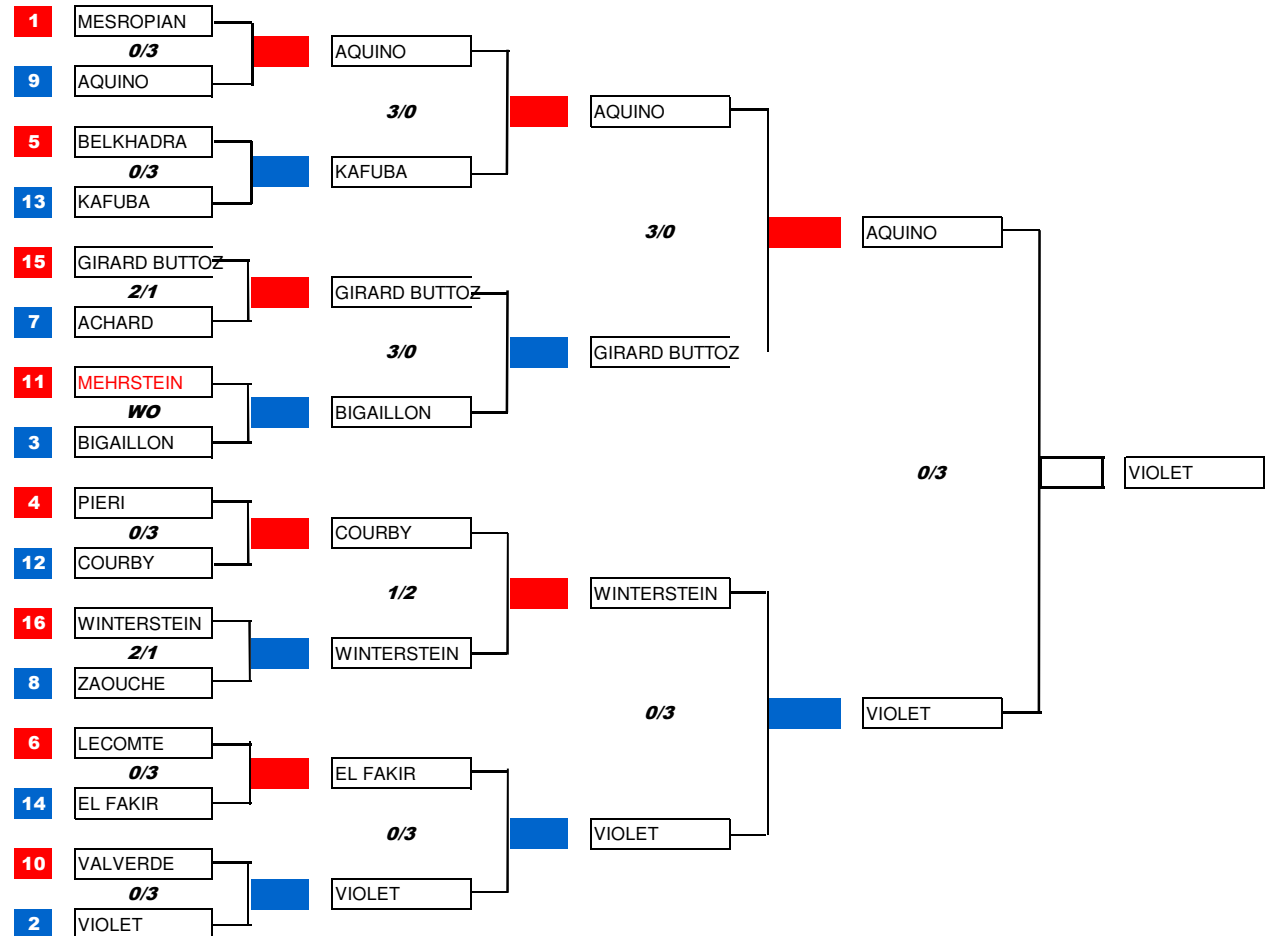 1 MESROPIAN
0/3
AQUINO
9 AQUINO
3/0
AQUINO
5 BELKHADRA
0/3
KAFUBA
13 KAFUBA
3/0
AQUINO
15 GIRARD BUTTOZ
2/1
GIRARD BUTTOZ
7 ACHARD
3/0
GIRARD BUTTOZ
11 MEHRSTEIN
WO
BIGAILLON
3 BIGAILLON
0/3
VIOLET
4 PIERI
0/3
COURBY
12 COURBY
1/2
WINTERSTEIN
16 WINTERSTEIN
2/1
WINTERSTEIN
8 ZAOUCHE
0/3
VIOLET
6 LECOMTE
0/3
EL FAKIR
14 EL FAKIR
0/3
VIOLET
10 VALVERDE
0/3
VIOLET
2 VIOLET